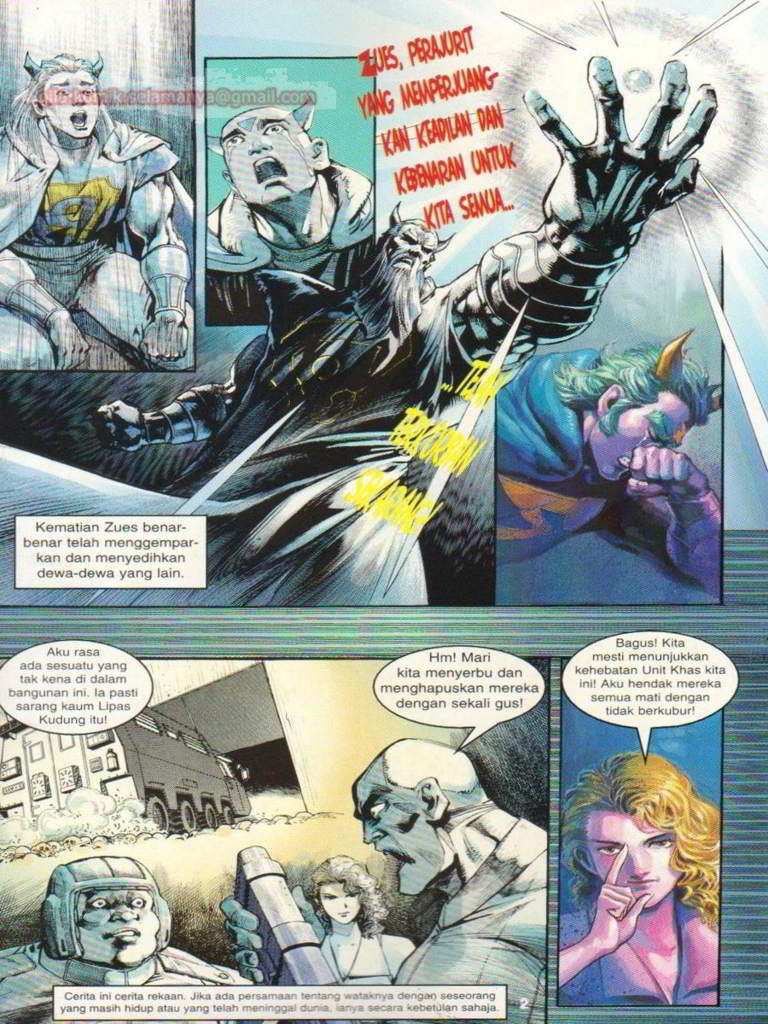 ZUES, PERAJURIT
YANG MEMPERJUANG-
KAN KEADILAN DAN
KEBENARAN UNTUK
KITA SEMUA...
...TELAH
TERKORBAN
SEKARANG!
Kematian Zues benar-
benar telah menggempar-
kan dan menyedihkan
dewa-dewa yang lain.
Aku rasa
ada sesuatu yang
tak kena di dalam
bangunan ini. Ia pasti
sarang kaum Lipas
Kudung itu!
Hm! Mari
kita menyerbu dan
menghapuskan mereka
dengan sekali gus!
Bagus! Kita
mesti menunjukkan
kehebatan Unit Khas kita
ini! Aku hendak mereka
semua mati dengan
tidak berkubur!
Cerita ini cerita rekaan. Jika ada persamaan tentang wataknya dengan seseorang
yang masih hidup atau yang telah meninggal dunia, ianya secara kebetulan sahaja.
2